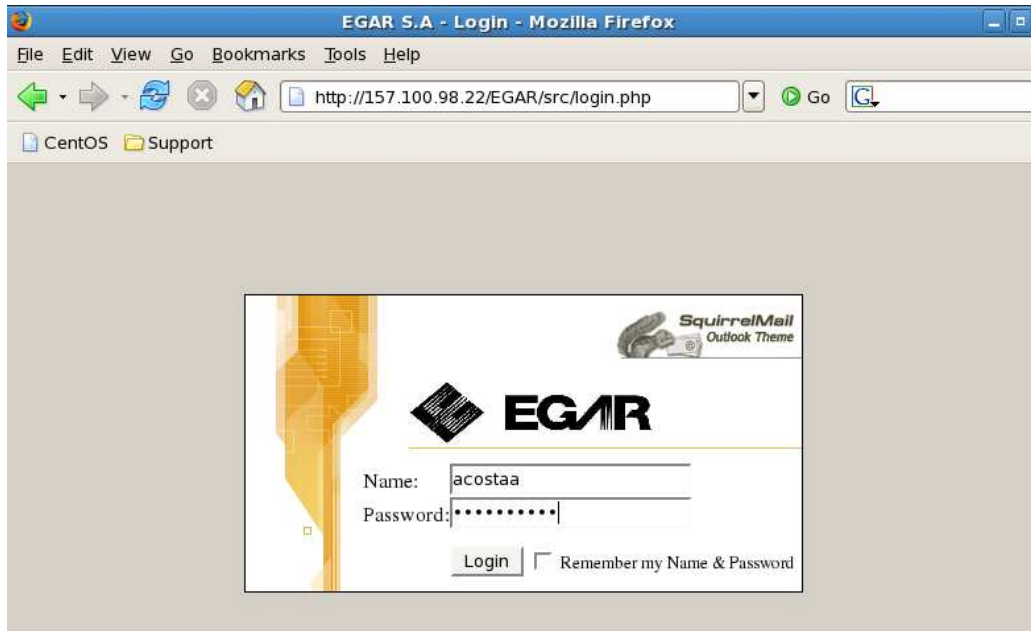 EGAR S.A - Login - Mozilla Firefox
File Edit View Go Bookmarks Tools Help
http://157.100.98.22/EGAR/src/login.php Go G
CentOS Support
SquirrelMail
Outlook Theme
@
EGAR
Name: acostaa
Password: ••••••••••
Login Remember my Name & Password